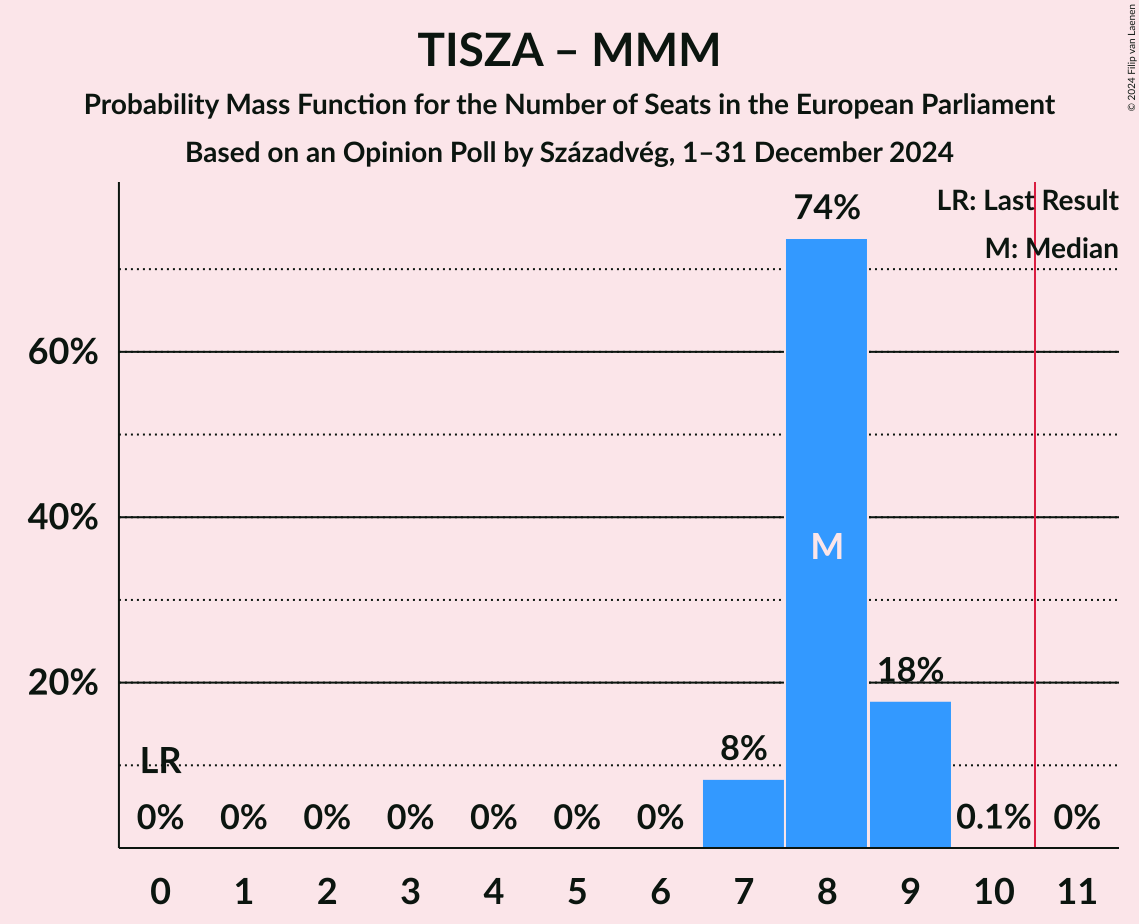 TISZA – MMM
Probability Mass Function for the Number of Seats in the European Parliament
Based on an Opinion Poll by Századvég, 1–31 December 2024
© 2024 Filip van Laenen
LR: Last Result
M: Median
74%
60%
40%
M
20%
18%
8%
LR
0% 0% 0% 0% 0% 0% 0% 0.1% 0%
0 1 2 3 4 5 6 7 8 9 10 11